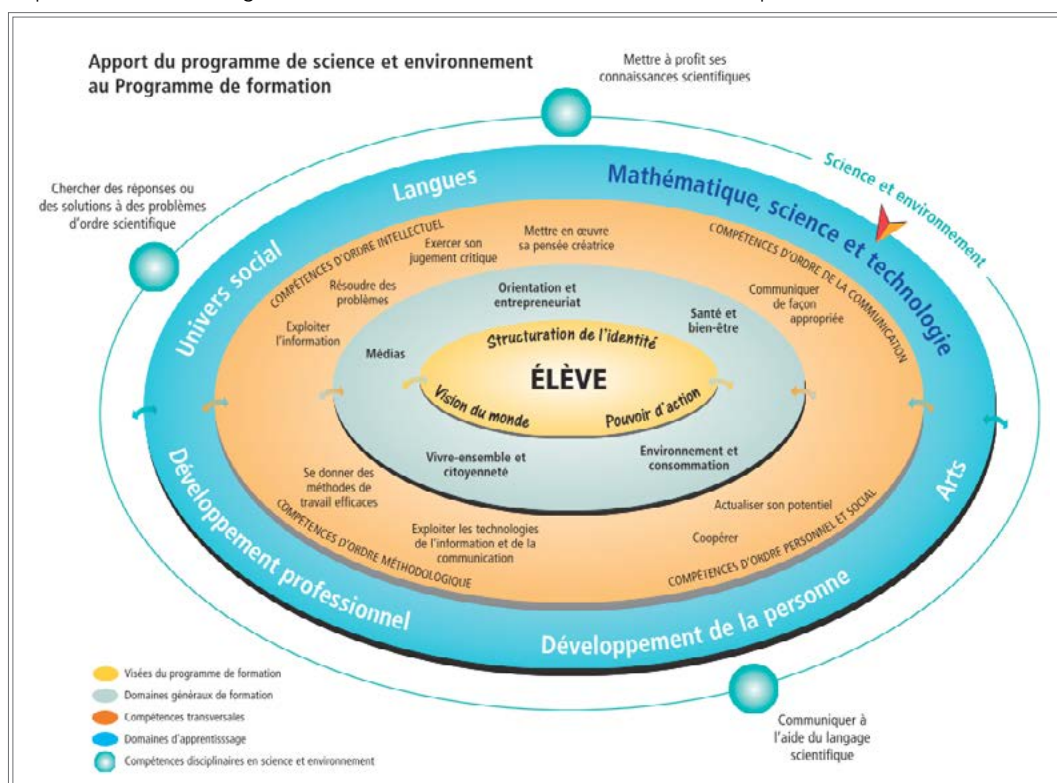 Apport du programme de science et environnement
au Programme de formation
Mettre à profit ses
connaissances scientifiques
Science et environnement
Chercher des réponses ou
des solutions à des problèmes
d'ordre scientifique
Langues
Mathématique, science et technologie
Univers social
COMPÉTENCES D'ORDRE INTELLECTUEL
COMPÉTENCES D'ORDRE DE LA COMMUNICATION
Mettre en œuvre
sa pensée créatrice
Exercer son
jugement critique
Résoudre des
problèmes
Exploiter
l'information
Communiquer
de façon
appropriée
Orientation et
entrepreneuriat
Santé et
bien-être
Médias
Structuration de l'identité
ÉLÈVE
Vision du monde
Pouvoir d'action
Vivre-ensemble et
citoyenneté
Environnement et
consommation
Se donner des
méthodes de
travail efficaces
Exploiter les technologies
de l'information et de la
communication
Actualiser son potentiel
Coopérer
COMPÉTENCES D'ORDRE MÉTHODOLOGIQUE
COMPÉTENCES D'ORDRE PERSONNEL ET SOCIAL
Arts
Développement professionnel
Développement de la personne
Visées du programme de formation
Domaines généraux de formation
Compétences transversales
Domaines d'apprentisssage
Compétences disciplinaires en science et environnement
Communiquer à
l'aide du langage
scientifique